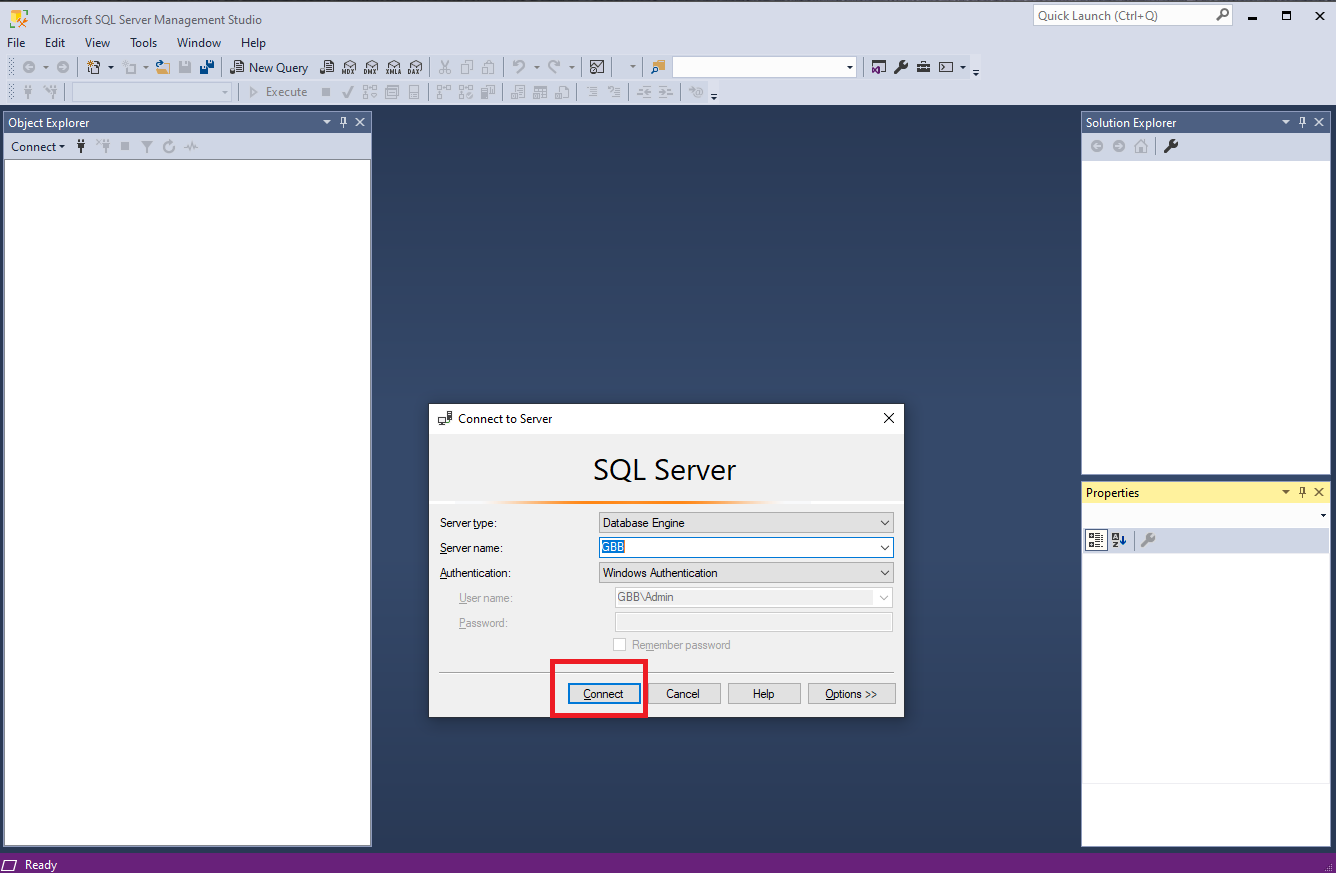 Microsoft SQL Server Management Studio
Quick Launch (Ctrl+Q)
File Edit View Tools Window Help
New Query MDX DMX XMLA DAX
Execute
Object Explorer
Connect
Solution Explorer
Connect to Server
SQL Server
Server type: Database Engine
Server name: GBB
Authentication: Windows Authentication
User name: GBB\Admin
Password:
Remember password
Connect Cancel Help Options >>
Properties
Ready